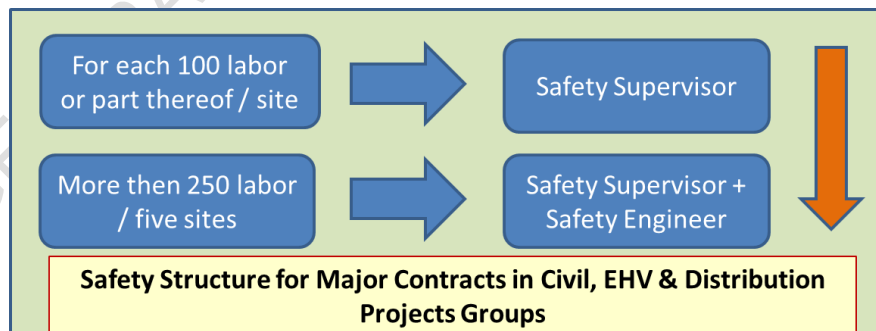 For each 100 labor
or part thereof / site
Safety Supervisor
More then 250 labor
/ five sites
Safety Supervisor +
Safety Engineer
Safety Structure for Major Contracts in Civil, EHV & Distribution
Projects Groups